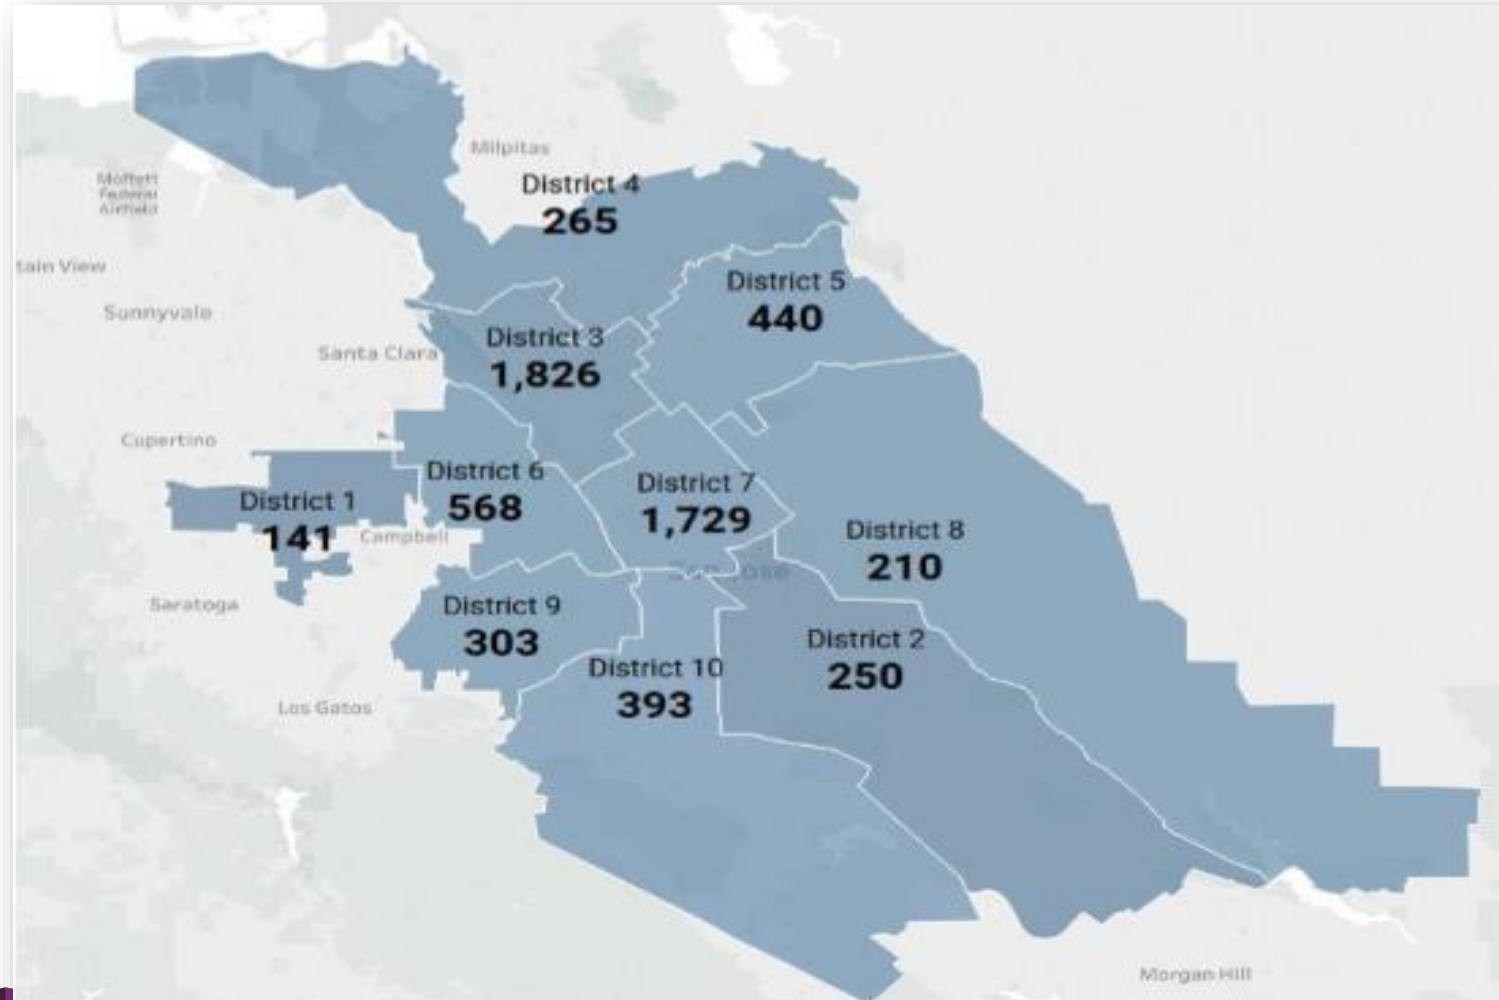 Milpitas
Moffett
Federal
Airfield
District 4
265
tain View
District 5
440
Sunnyvale
District 3
1,826
Santa Clara
Cupertino
District 6
568
District 7
1,729
District 1
141
Campbell
District 8
210
San Jose
Saratoga
District 9
303
District 2
250
District 10
393
Los Gatos
Morgan Hill